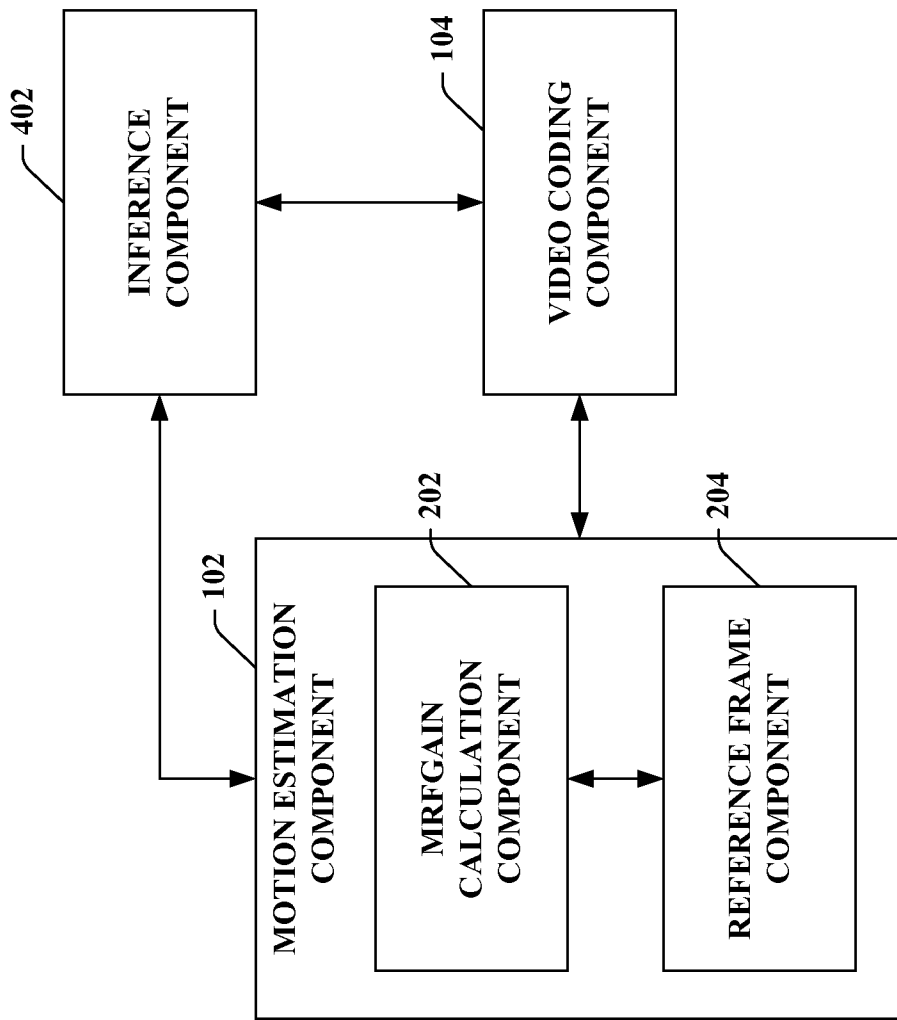 102
MOTION ESTIMATION
COMPONENT
202
MRFGAIN
CALCULATION
COMPONENT
204
REFERENCE FRAME
COMPONENT
402
INFERENCE
COMPONENT
104
VIDEO CODING
COMPONENT